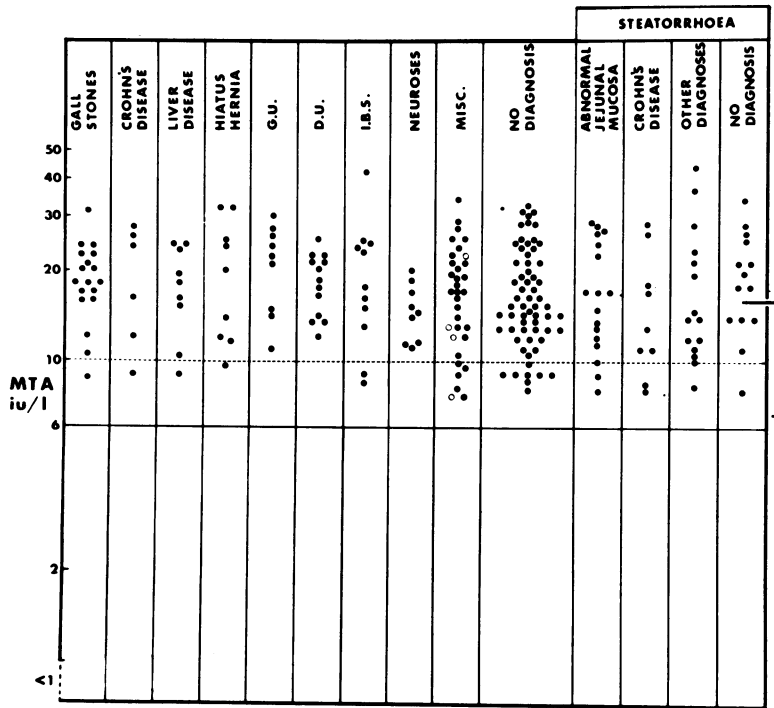 STEATORRHOEA
GALL
STONES
CROHN'S
DISEASE
LIVER
DISEASE
HIATUS
HERNIA
G.U.
D.U.
I.B.S.
NEUROSES
MISC.
NO
DIAGNOSIS
ABNORMAL
JEJUNAL
MUCOSA
CROHN'S
DISEASE
OTHER
DIAGNOSES
NO
DIAGNOSIS
50
40
30
20
10
MTA
iu/l
6
2
<1